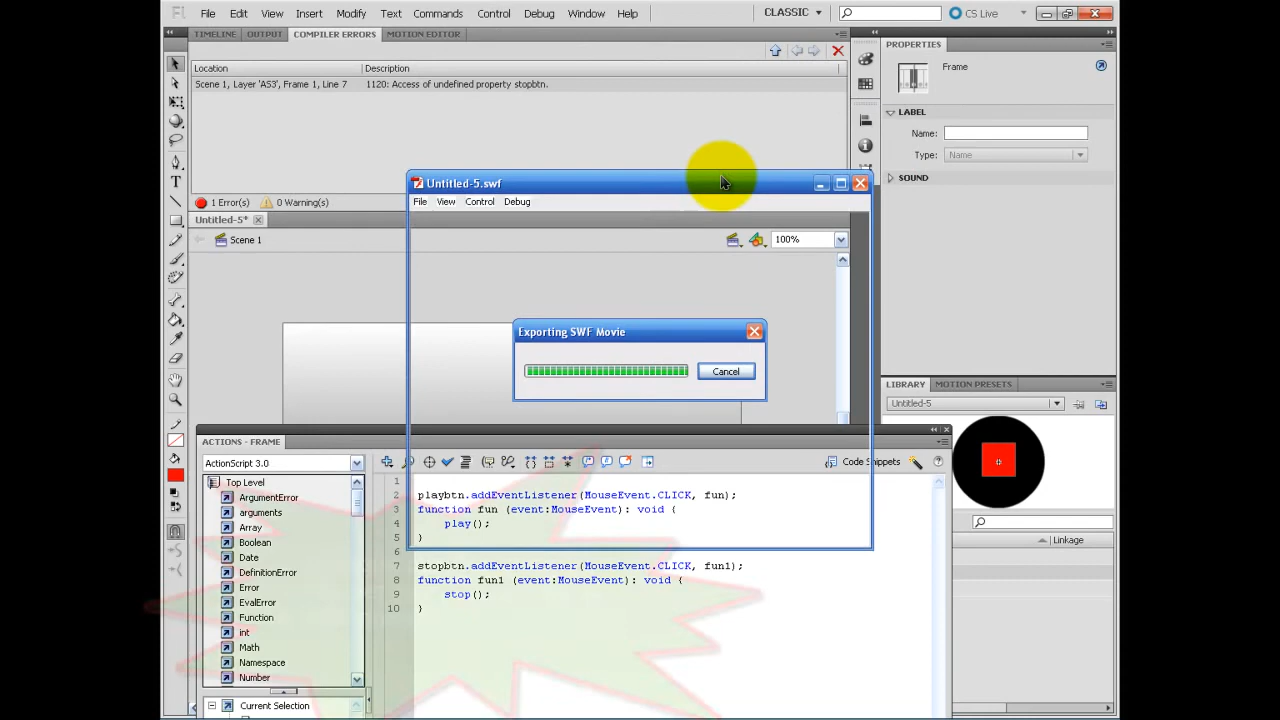 Fl File Edit View Insert Modify Text Commands Control Debug Window Help CLASSIC CS Live
TIMELINE OUTPUT COMPILER ERRORS MOTION EDITOR
Location Description
Scene 1, Layer 'AS3', Frame 1, Line 7 1120: Access of undefined property stopbtn.
1 Error(s) 0 Warning(s)
Untitled-5*
Scene 1 100%
PROPERTIES
Frame
LABEL
Name:
Type: Name
SOUND
Untitled-5.swf
File View Control Debug
Exporting SWF Movie
Cancel
LIBRARY MOTION PRESETS
Untitled-5
Linkage
ACTIONS - FRAME
ActionScript 3.0
Code Snippets
Top Level
ArgumentError
arguments
Array
Boolean
Date
DefinitionError
Error
EvalError
Function
int
Math
Namespace
Number
Current Selection
1
2 playbtn.addEventListener(MouseEvent.CLICK, fun);
3 function fun (event:MouseEvent): void {
4 play();
5 }
6
7 stopbtn.addEventListener(MouseEvent.CLICK, fun1);
8 function fun1 (event:MouseEvent): void {
9 stop();
10 }